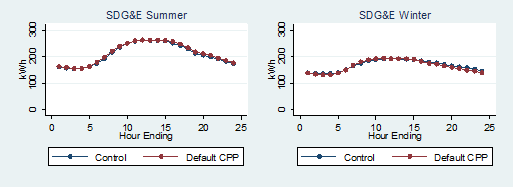 SDG&E Summer
kWh
0 100 200 300
0 5 10 15 20 25
Hour Ending
Control Default CPP
SDG&E Winter
kWh
0 100 200 300
0 5 10 15 20 25
Hour Ending
Control Default CPP